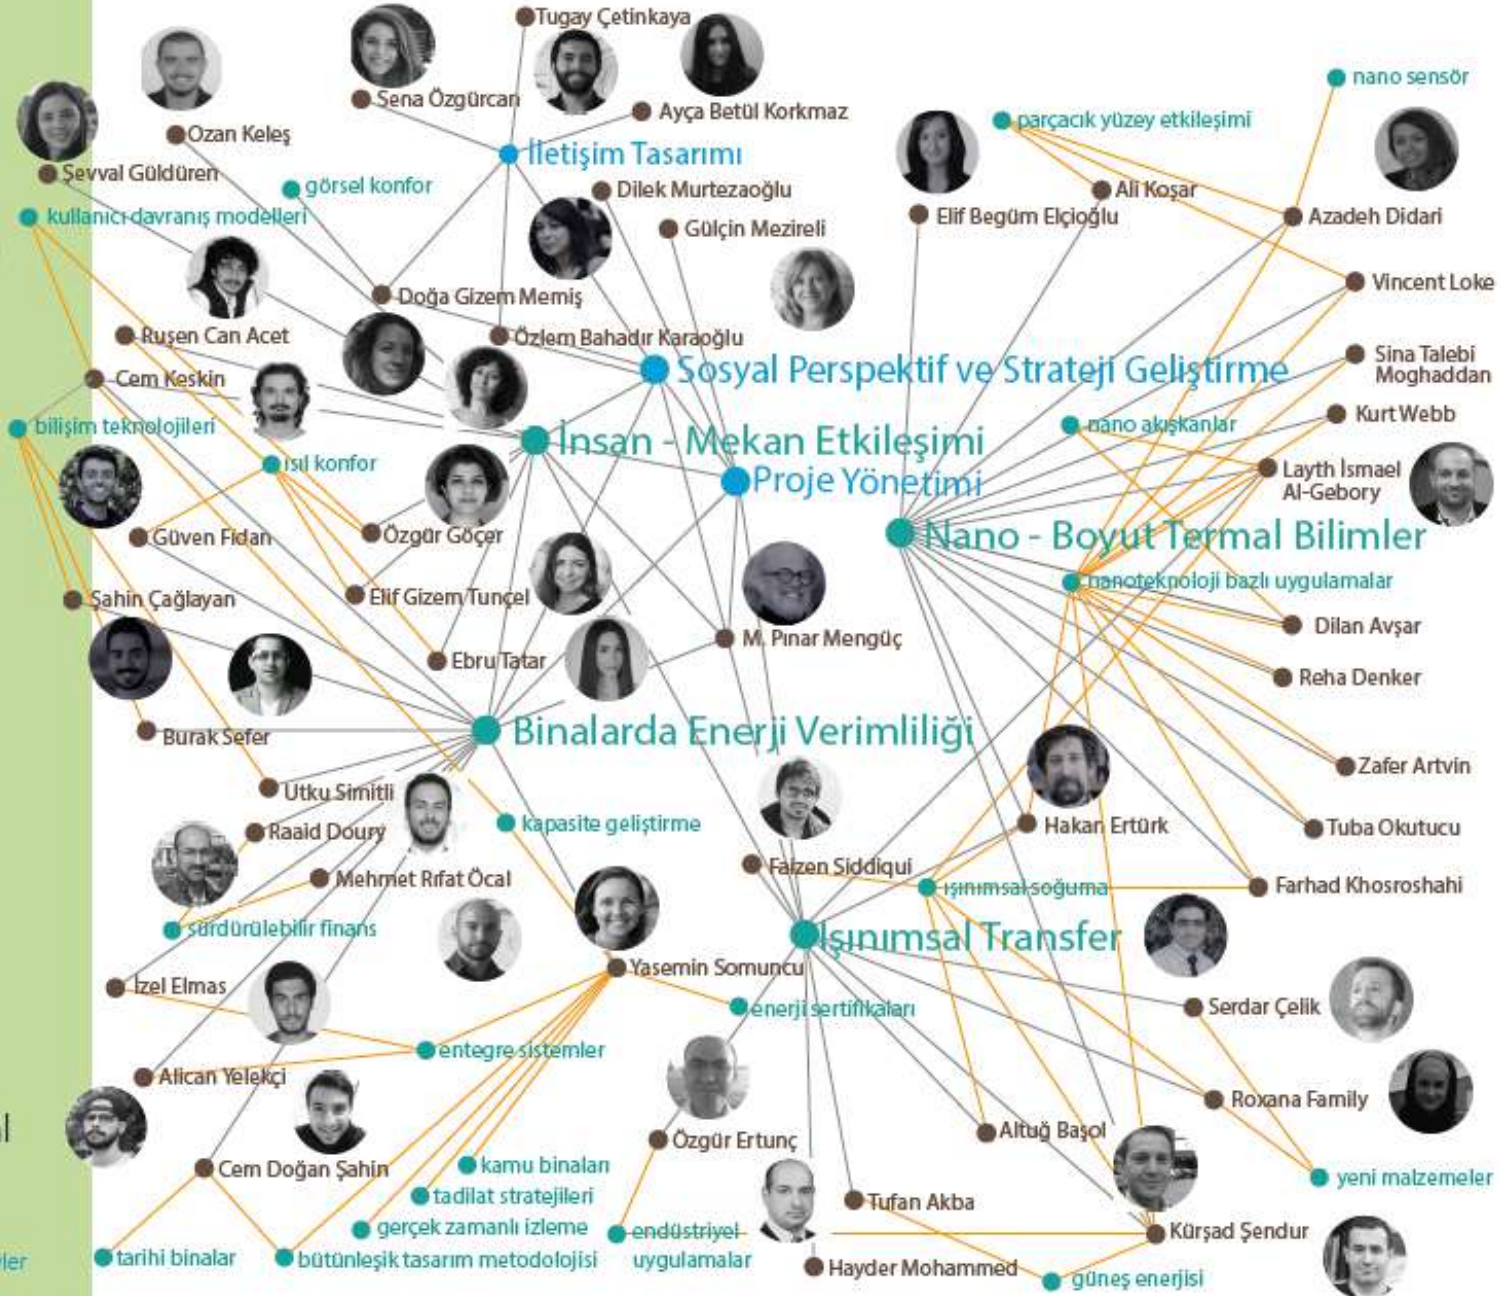 Tugay Çetinkaya
nano sensör
Sena Özgürcan
Ayça Betül Korkmaz
parçacık yüzey etkileşimi
Ozan Keleş
İletişim Tasarımı
Şevval Güldüren
görsel konfor
Dilek Murtezaoğlu
Ali Koşar
kullanıcı davranış modelleri
Gülçin Mezireli
Elif Begüm Elçioğlu
Azadeh Didari
Vincent Loke
Doğa Gizem Memiş
Ruşen Can Acet
Özlem Bahadır Karaoğlu
Sina Talebi
Moghaddan
Cem Keskin
Sosyal Perspektif ve Strateji Geliştirme
Kurt Webb
bilişim teknolojileri
İnsan - Mekan Etkileşimi
nano akışkanlar
ısıl konfor
Proje Yönetimi
Layth İsmael
Al-Gebory
Güven Fidan
Özgür Göçer
Nano - Boyut Termal Bilimler
nanoteknoloji bazlı uygulamalar
Şahin Çağlayan
Elif Gizem Tunçel
Dilan Avşar
M. Pınar Mengüç
Ebru Tatar
Reha Denker
Burak Sefer
Binalarda Enerji Verimliliği
Zafer Artvin
Utku Simitli
Raaid Doury
kapasite geliştirme
Hakan Ertürk
Tuba Okutucu
Mehmet Rıfat Öcal
Faizen Siddiqui
ışınımsal soğuma
Farhad Khosroshahi
sürdürülebilir finans
Işınımsal Transfer
Yasemin Somuncu
İzel Elmas
enerji sertifikaları
Serdar Çelik
entegre sistemler
Alican Yelekçi
Roxana Family
al
Özgür Ertunç
Altuğ Başol
Cem Doğan Şahin
kamu binaları
yeni malzemeler
tadilat stratejileri
Tufan Akba
gerçek zamanlı izleme
endüstriyel
uygulamalar
Kürşad Şendur
ler
tarihi binalar
bütünleşik tasarım metodolojisi
Hayder Mohammed
güneş enerjisi